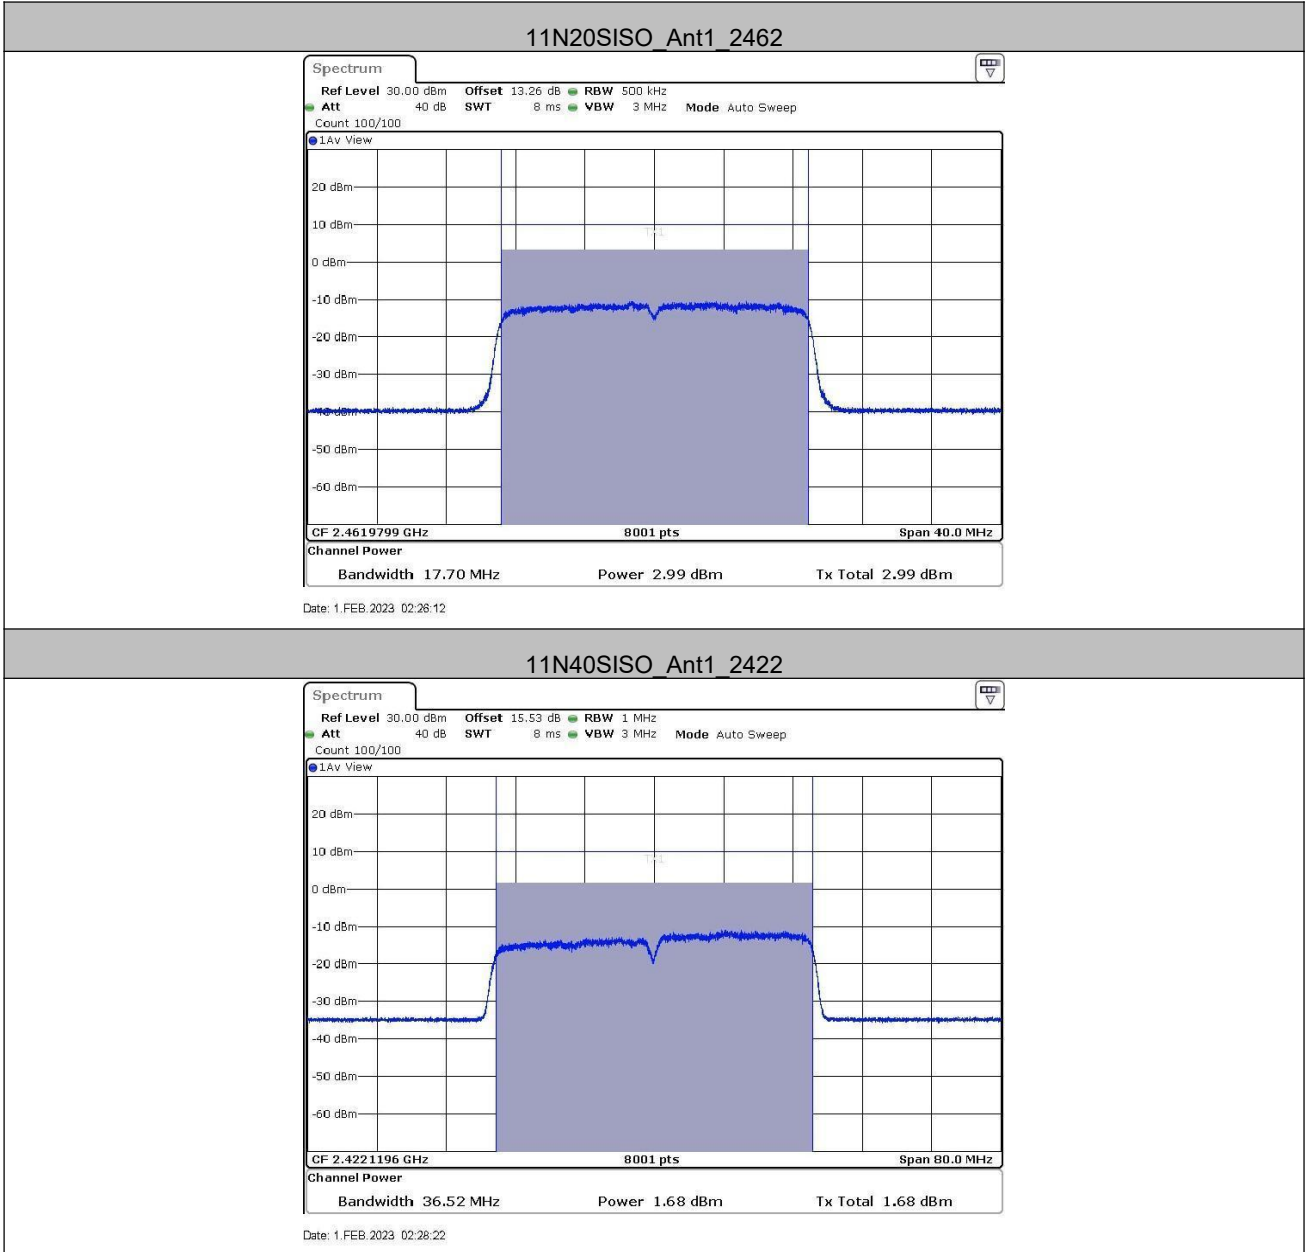 11N20SISO_Ant1_2462
Spectrum
Ref Level 30.00 dBm Offset 13.26 dB RBW 500 kHz
Att 40 dB SWT 8 ms VBW 3 MHz Mode Auto Sweep
Count 100/100
1Av View
20 dBm
10 dBm
0 dBm
-10 dBm
-20 dBm
-30 dBm
-50 dBm
-60 dBm
CF 2.4619799 GHz 8001 pts Span 40.0 MHz
Channel Power
Bandwidth 17.70 MHz Power 2.99 dBm Tx Total 2.99 dBm
Date: 1.FEB.2023 02:26:12
11N40SISO_Ant1_2422
Spectrum
Ref Level 30.00 dBm Offset 15.53 dB RBW 1 MHz
Att 40 dB SWT 8 ms VBW 3 MHz Mode Auto Sweep
Count 100/100
1Av View
20 dBm
10 dBm
0 dBm
-10 dBm
-20 dBm
-30 dBm
-40 dBm
-50 dBm
-60 dBm
CF 2.4221196 GHz 8001 pts Span 80.0 MHz
Channel Power
Bandwidth 36.52 MHz Power 1.68 dBm Tx Total 1.68 dBm
Date: 1.FEB.2023 02:28:22